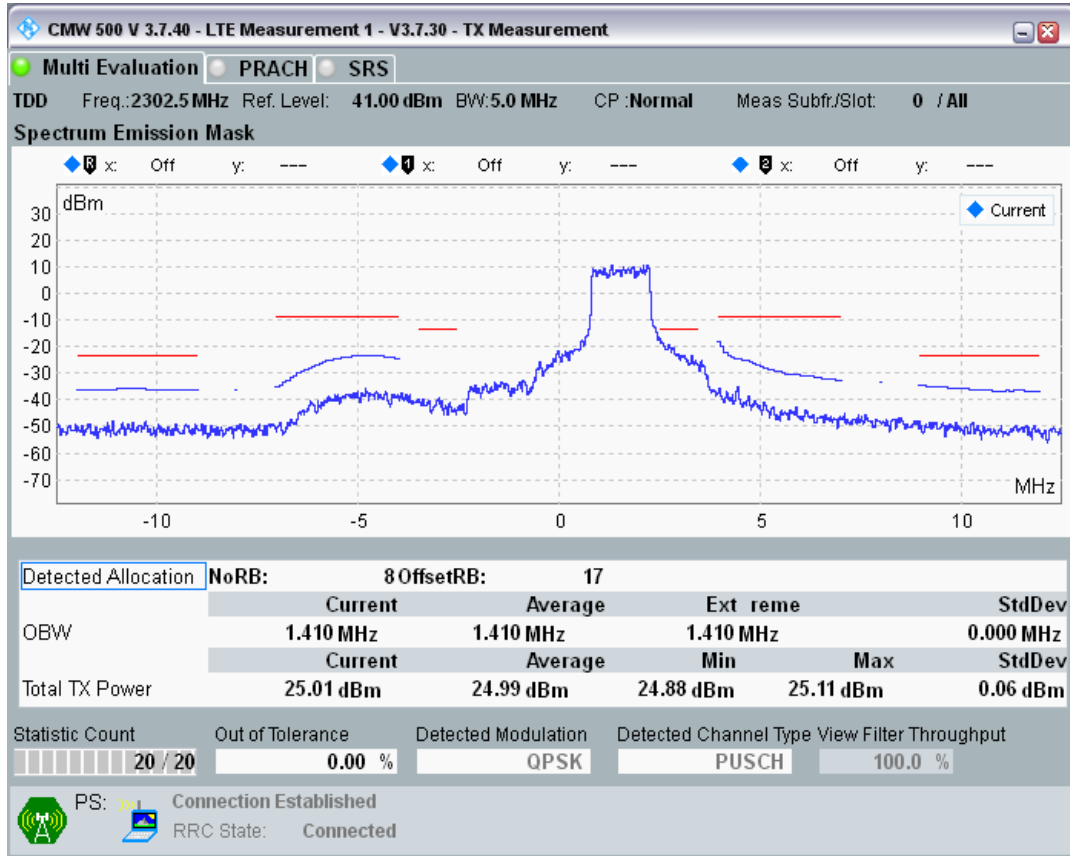 CMW 500 V 3.7.40 - LTE Measurement 1 - V3.7.30 - TX Measurement
Multi Evaluation PRACH SRS
TDD Freq.:2302.5 MHz Ref. Level: 41.00 dBm BW:5.0 MHz CP :Normal Meas Subfr./Slot: 0 / All
Spectrum Emission Mask
R x: Off y: --- 1 x: Off y: --- 2 x: Off y: ---
dBm
Current
30
20
10
0
-10
-20
-30
-40
-50
-60
-70
MHz
-10 -5 0 5 10
Detected Allocation NoRB: 8 OffsetRB: 17
Current Average Ext reme StdDev
OBW 1.410 MHz 1.410 MHz 1.410 MHz 0.000 MHz
Current Average Min Max StdDev
Total TX Power 25.01 dBm 24.99 dBm 24.88 dBm 25.11 dBm 0.06 dBm
Statistic Count Out of Tolerance Detected Modulation Detected Channel Type View Filter Throughput
20 / 20 0.00 % QPSK PUSCH 100.0 %
PS: Connection Established
RRC State: Connected